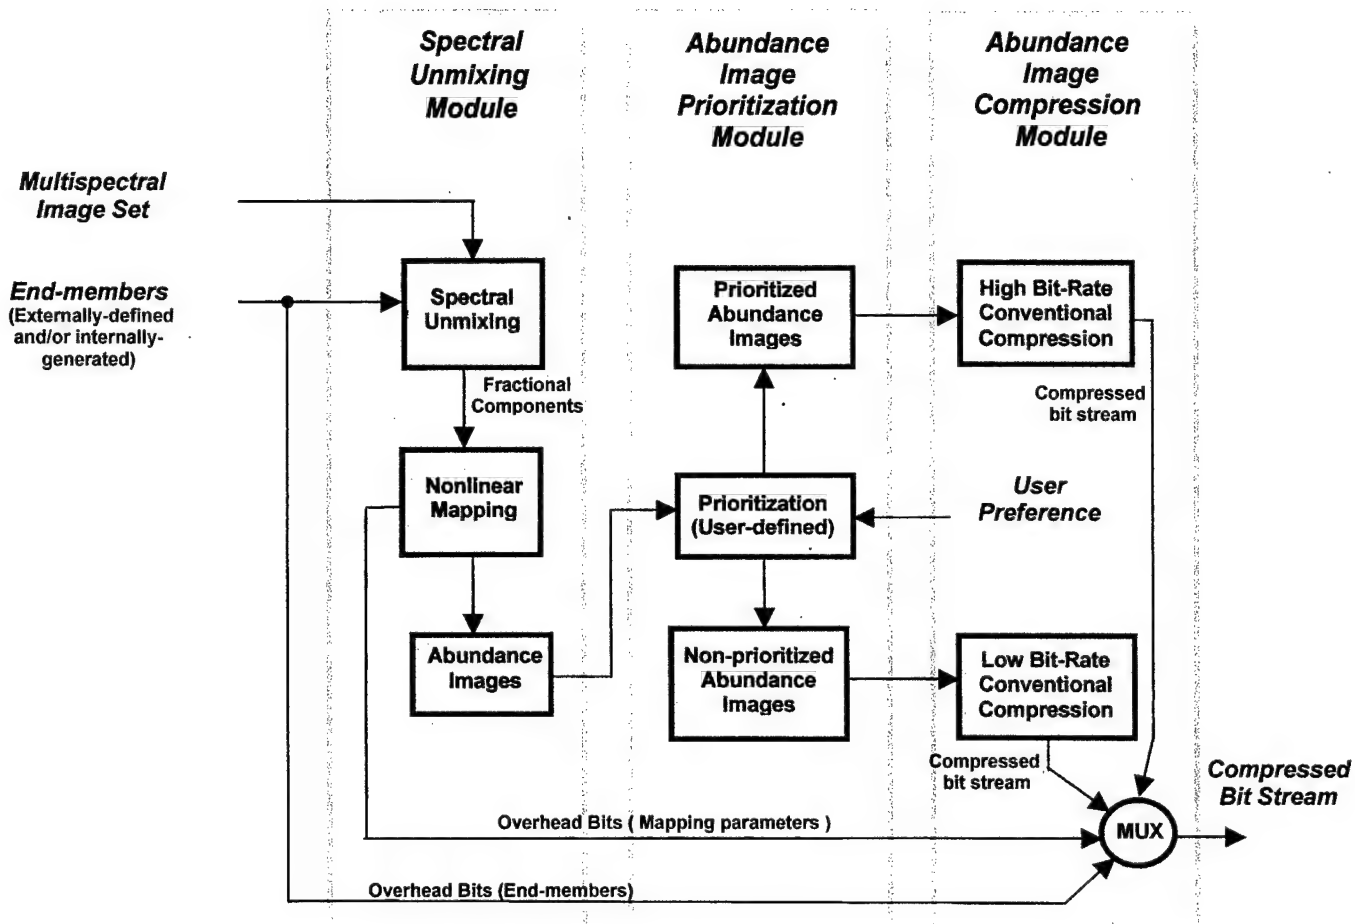 Spectral
Unmixing
Module
Abundance
Image
Prioritization
Module
Abundance
Image
Compression
Module
Multispectral
Image Set
End-members
(Externally-defined
and/or internally-
generated)
Spectral
Unmixing
Fractional
Components
Nonlinear
Mapping
Abundance
Images
Prioritized
Abundance
Images
Prioritization
(User-defined)
Non-prioritized
Abundance
Images
High Bit-Rate
Conventional
Compression
Compressed
bit stream
User
Preference
Low Bit-Rate
Conventional
Compression
Compressed
bit stream
MUX
Compressed
Bit Stream
Overhead Bits ( Mapping parameters )
Overhead Bits (End-members)